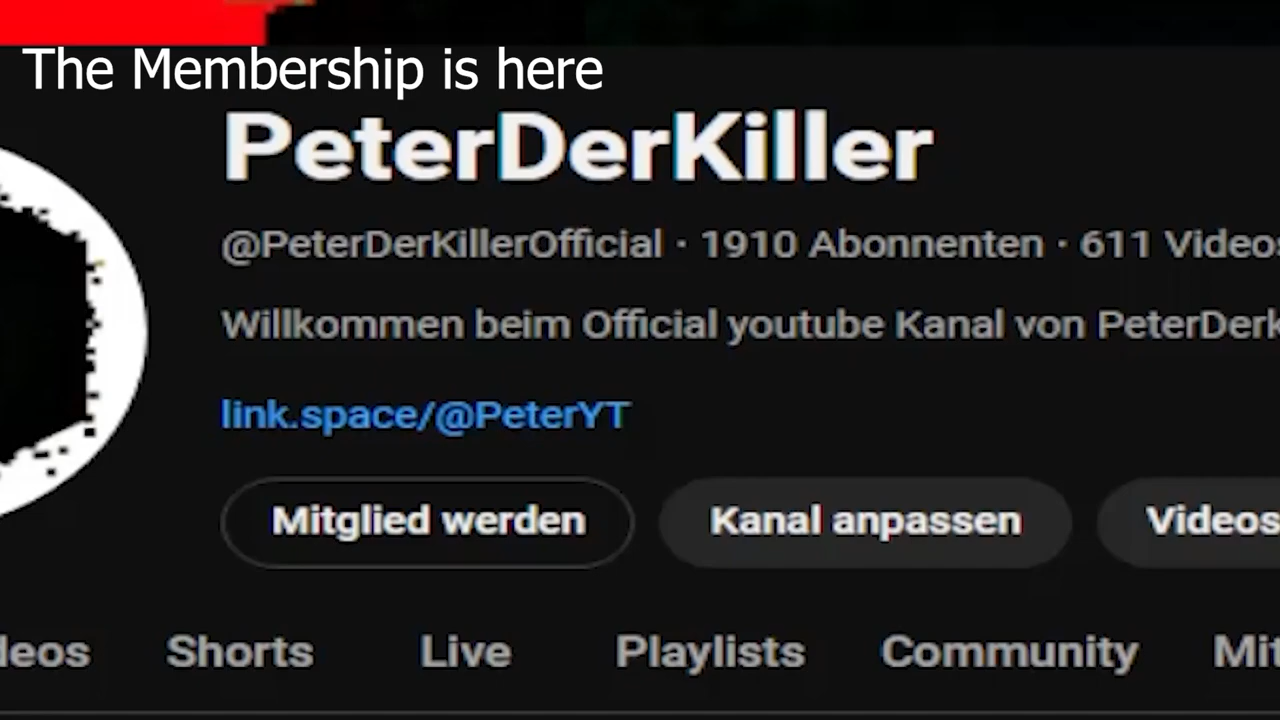 The Membership is here
PeterDerKiller
@PeterDerKillerOfficial · 1910 Abonnenten · 611 Videos
Willkommen beim Official youtube Kanal von PeterDerk
link.space/@PeterYT
Mitglied werden Kanal anpassen Videos
deos Shorts Live Playlists Community Mit